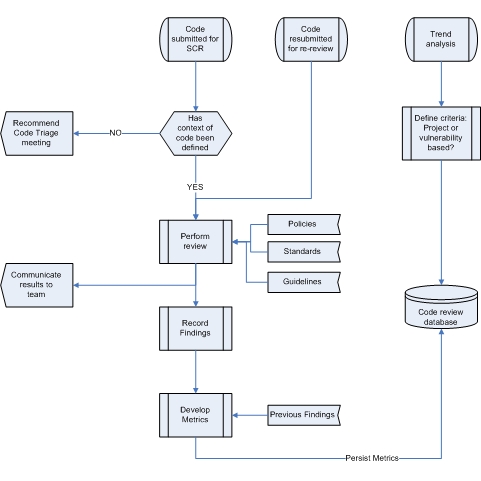 Code
submitted for
SCR
Code
resubmitted
for re-review
Trend
analysis
Recommend
Code Triage
meeting
NO
Has
context of
code been
defined
Define criteria:
Project or
vulnerability
based?
YES
Perform
review
Policies
Standards
Guidelines
Communicate
results to
team
Record
Findings
Code review
database
Develop
Metrics
Previous Findings
Persist Metrics